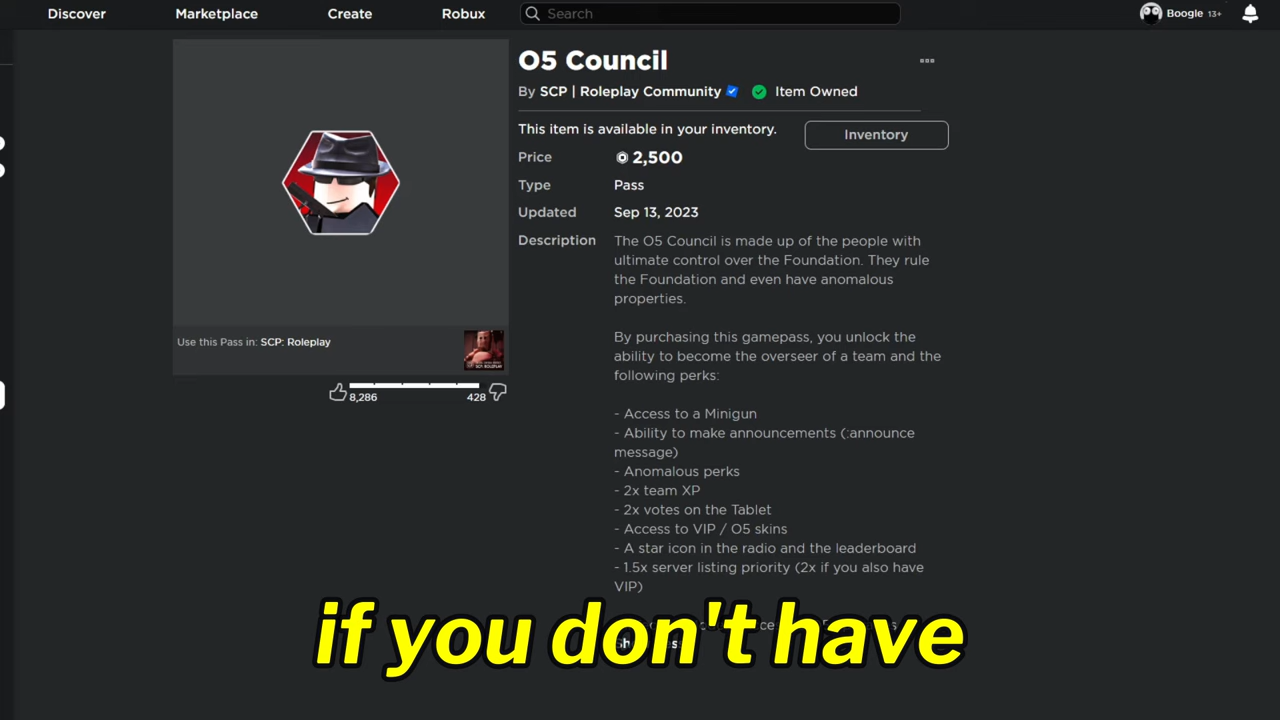 Discover
Marketplace
Create
Robux
Search
Boogle 13+
O5 Council
By SCP | Roleplay Community
Item Owned
This item is available in your inventory.
Inventory
Price
2,500
Type
Pass
Updated
Sep 13, 2023
Description
The O5 Council is made up of the people with
ultimate control over the Foundation. They rule
the Foundation and even have anomalous
properties.
By purchasing this gamepass, you unlock the
ability to become the overseer of a team and the
following perks:
- Access to a Minigun
- Ability to make announcements (:announce
message)
- Anomalous perks
- 2x team XP
- 2x votes on the Tablet
- Access to VIP / O5 skins
- A star icon in the radio and the leaderboard
- 1.5x server listing priority (2x if you also have
VIP)
Use this Pass in: SCP: Roleplay
8,286
428
if you don't have